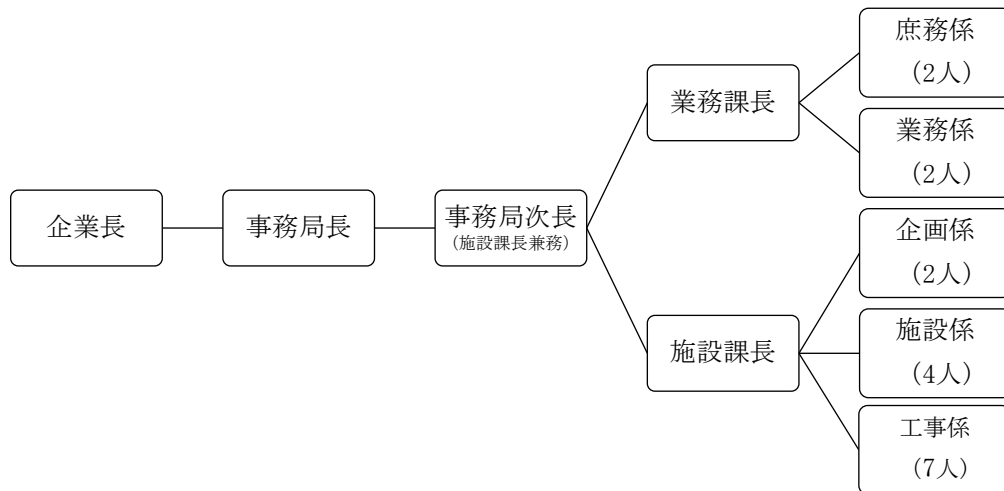 企業長
事務局長
事務局次長
(施設課長兼務)
業務課長
庶務係
(2人)
業務係
(2人)
施設課長
企画係
(2人)
施設係
(4人)
工事係
(7人)